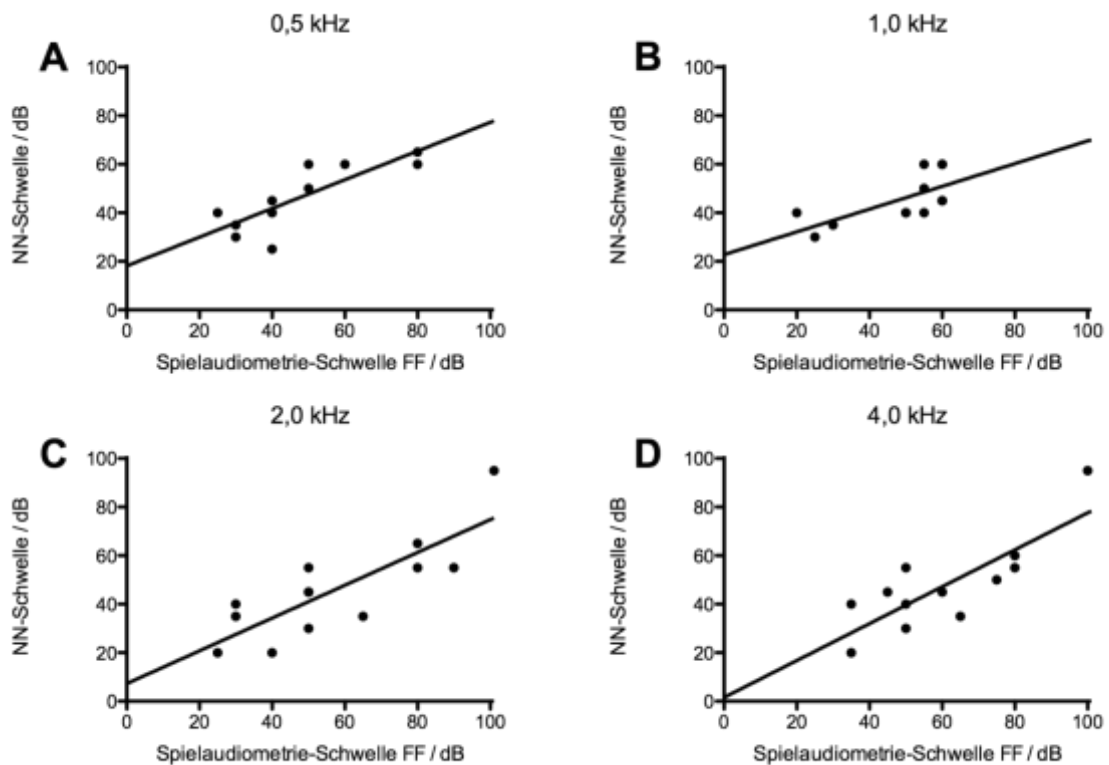 0,5 kHz
A
NN-Schwelle / dB
100
80
60
40
20
0
0 20 40 60 80 100
Spielaudiometrie-Schwelle FF / dB
1,0 kHz
B
NN-Schwelle / dB
100
80
60
40
20
0
0 20 40 60 80 100
Spielaudiometrie-Schwelle FF / dB
2,0 kHz
C
NN-Schwelle / dB
100
80
60
40
20
0
0 20 40 60 80 100
Spielaudiometrie-Schwelle FF / dB
4,0 kHz
D
NN-Schwelle / dB
100
80
60
40
20
0
0 20 40 60 80 100
Spielaudiometrie-Schwelle FF / dB